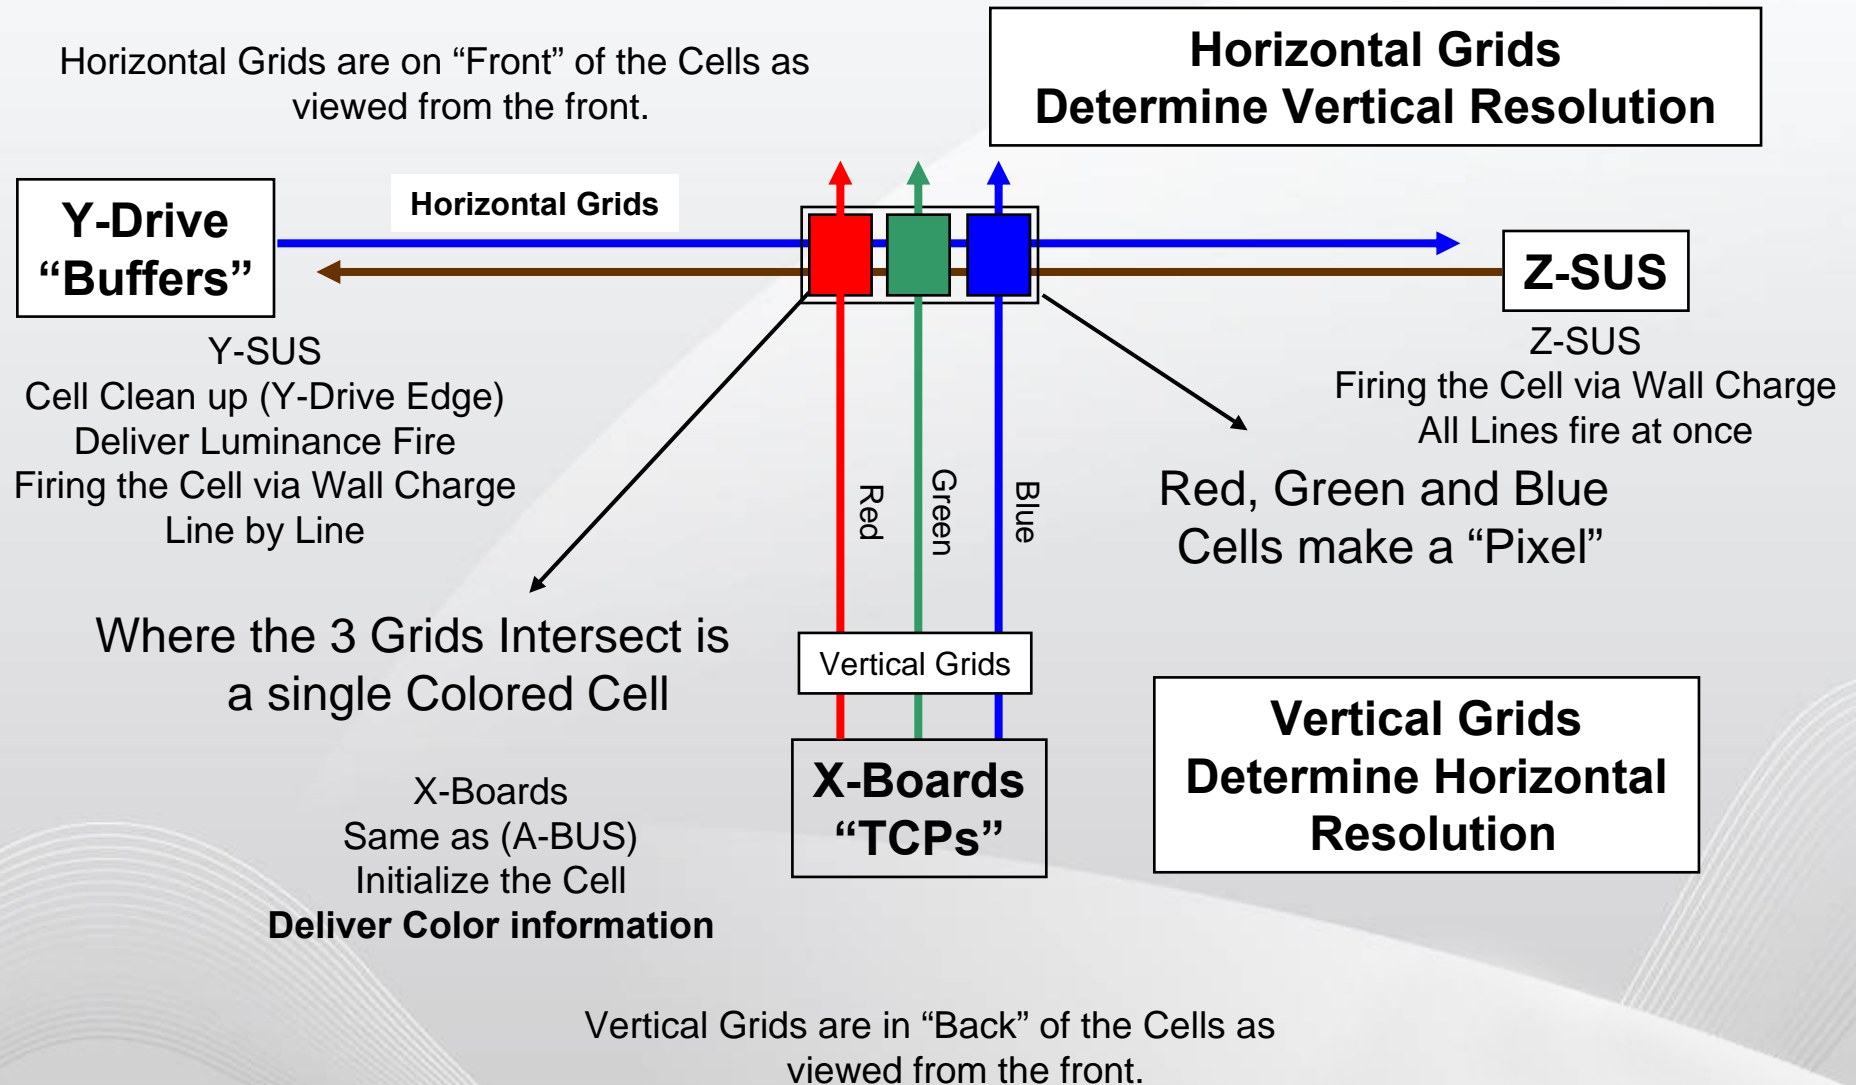 Horizontal Grids are on “Front” of the Cells as
viewed from the front.
Horizontal Grids
Determine Vertical Resolution
Y-Drive
“Buffers”
Horizontal Grids
Z-SUS
Y-SUS
Cell Clean up (Y-Drive Edge)
Deliver Luminance Fire
Firing the Cell via Wall Charge
Line by Line
Z-SUS
Firing the Cell via Wall Charge
All Lines fire at once
Red
Green
Blue
Red, Green and Blue
Cells make a “Pixel”
Where the 3 Grids Intersect is
a single Colored Cell
Vertical Grids
Vertical Grids
Determine Horizontal
Resolution
X-Boards
“TCPs”
X-Boards
Same as (A-BUS)
Initialize the Cell
Deliver Color information
Vertical Grids are in “Back” of the Cells as
viewed from the front.